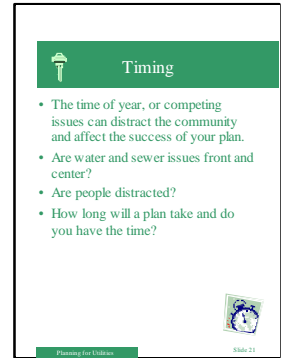 Timing
• The time of year, or competing
issues can distract the community
and affect the success of your plan.
• Are water and sewer issues front and
center?
• Are people distracted?
• How long will a plan take and do
you have the time?
Planning for Utilities
Slide 21